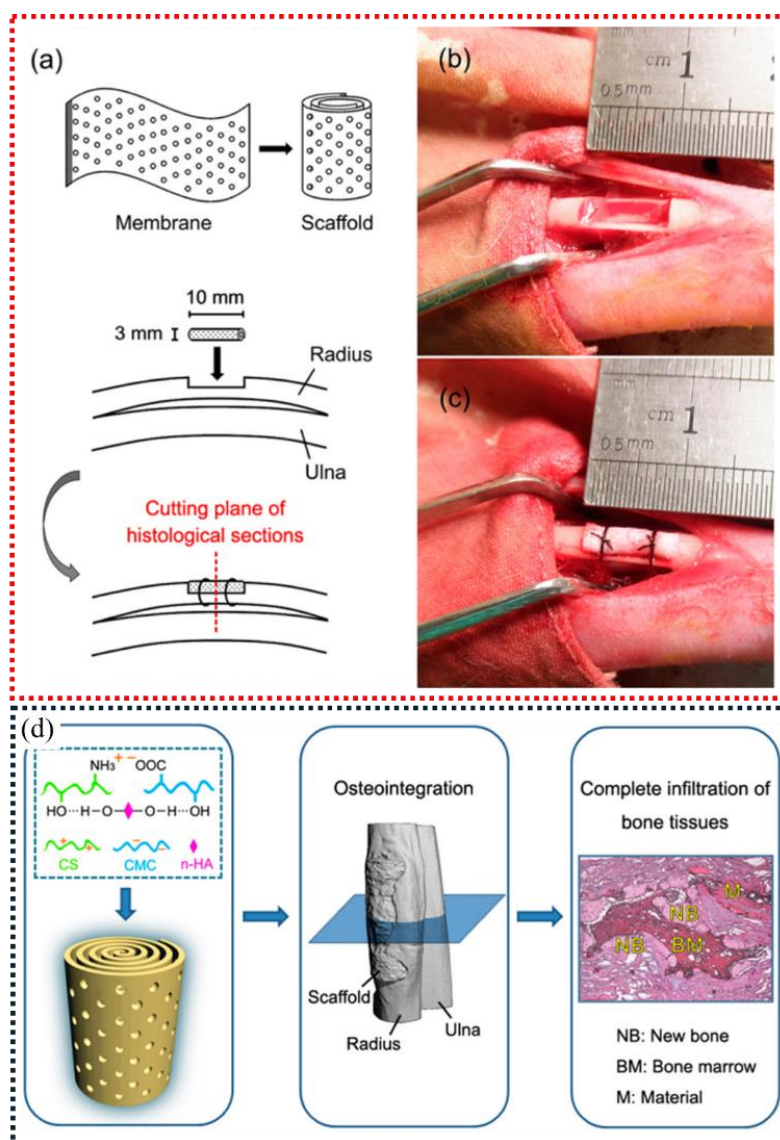 (a)
Membrane
Scaffold
10 mm
3 mm
Radius
Ulna
Cutting plane of
histological sections
(b)
mm
cm 1
0.5mm
(c)
mm
cm 1
0.5mm
(d)
NH₃ + − OOC
HO···H—O—O—H···OH
CS
CMC
n-HA
Osteointegration
Scaffold
Radius
Ulna
Complete infiltration of
bone tissues
M
NB
NB
BM
NB: New bone
BM: Bone marrow
M: Material